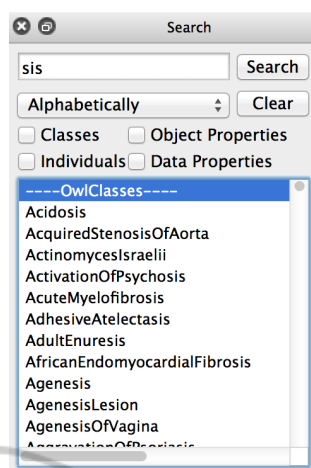 Search
sis Search
Alphabetically Clear
Classes Object Properties
Individuals Data Properties
----OwlClasses----
Acidosis
AcquiredStenosisOfAorta
ActinomycesIsraelii
ActivationOfPsychosis
AcuteMyelofibrosis
AdhesiveAtelectasis
AdultEnuresis
AfricanEndomyocardialFibrosis
Agenesis
AgenesisLesion
AgenesisOfVagina
AggravationOfPsoriasis